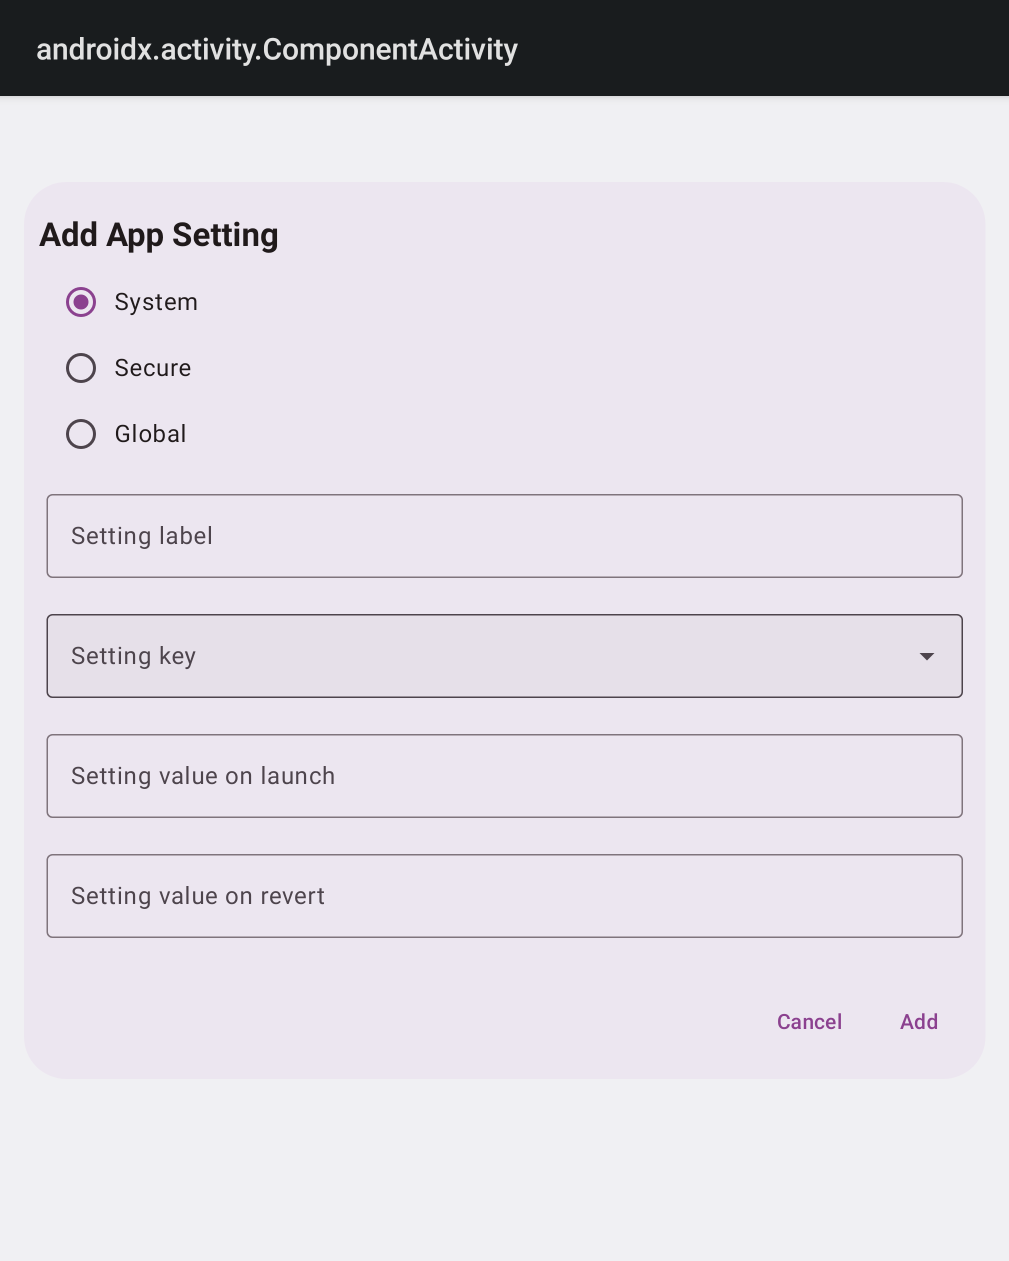 androidx.activity.ComponentActivity
Add App Setting
System
Secure
Global
Setting label
Setting key
Setting value on launch
Setting value on revert
Cancel Add